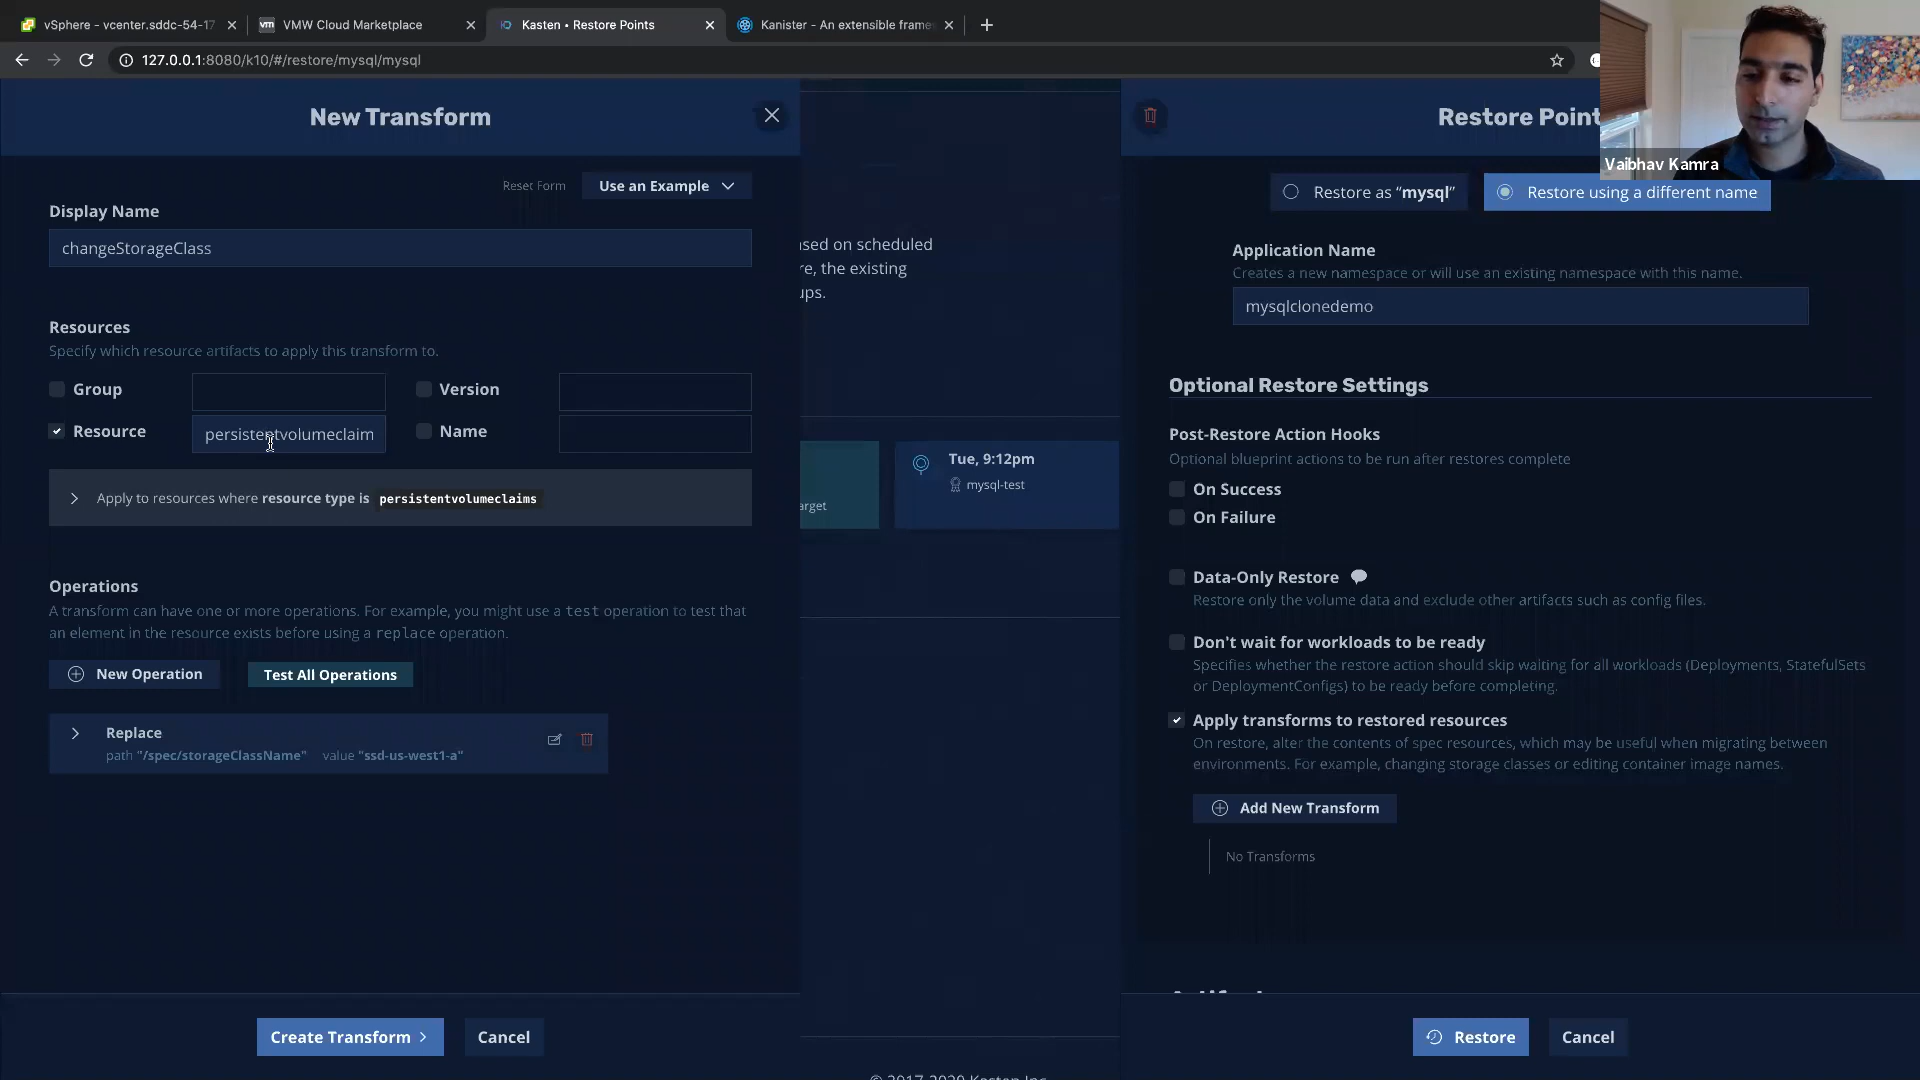 vSphere - vcenter.sddc-54-17
VMW Cloud Marketplace
Kasten • Restore Points
Kanister - An extensible frame
127.0.0.1:8080/k10/#/restore/mysql/mysql
New Transform
Reset Form
Use an Example
Display Name
changeStorageClass
Resources
Specify which resource artifacts to apply this transform to.
Group
Version
Resource
persistentvolumeclaim
Name
Apply to resources where resource type is persistentvolumeclaims
Operations
A transform can have one or more operations. For example, you might use a test operation to test that
an element in the resource exists before using a replace operation.
New Operation
Test All Operations
Replace
path "/spec/storageClassName" value "ssd-us-west1-a"
Create Transform
Cancel
ased on scheduled
re, the existing
ups.
arget
Tue, 9:12pm
mysql-test
Restore Point
Vaibhav Kamra
Restore as "mysql"
Restore using a different name
Application Name
Creates a new namespace or will use an existing namespace with this name.
mysqlclonedemo
Optional Restore Settings
Post-Restore Action Hooks
Optional blueprint actions to be run after restores complete
On Success
On Failure
Data-Only Restore
Restore only the volume data and exclude other artifacts such as config files.
Don't wait for workloads to be ready
Specifies whether the restore action should skip waiting for all workloads (Deployments, StatefulSets
or DeploymentConfigs) to be ready before completing.
Apply transforms to restored resources
On restore, alter the contents of spec resources, which may be useful when migrating between
environments. For example, changing storage classes or editing container image names.
Add New Transform
No Transforms
Restore
Cancel